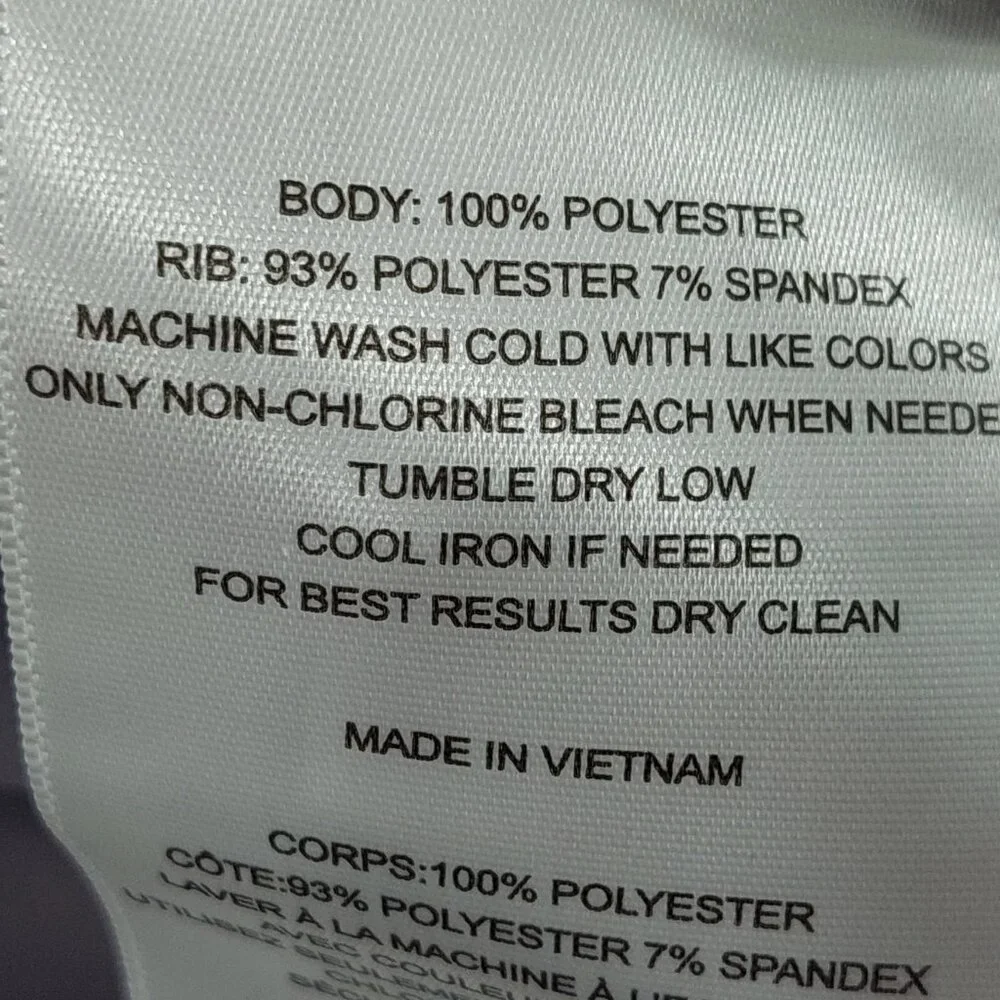 BODY: 100% POLYESTER
RIB: 93% POLYESTER 7% SPANDEX
MACHINE WASH COLD WITH LIKE COLORS
ONLY NON-CHLORINE BLEACH WHEN NEEDE
TUMBLE DRY LOW
COOL IRON IF NEEDED
FOR BEST RESULTS DRY CLEAN
MADE IN VIETNAM
CORPS:100% POLYESTER
CÔTE:93% POLYESTER 7% SPANDEX
LAVER À LA MACHINE À
UTILISEZ
AVEC